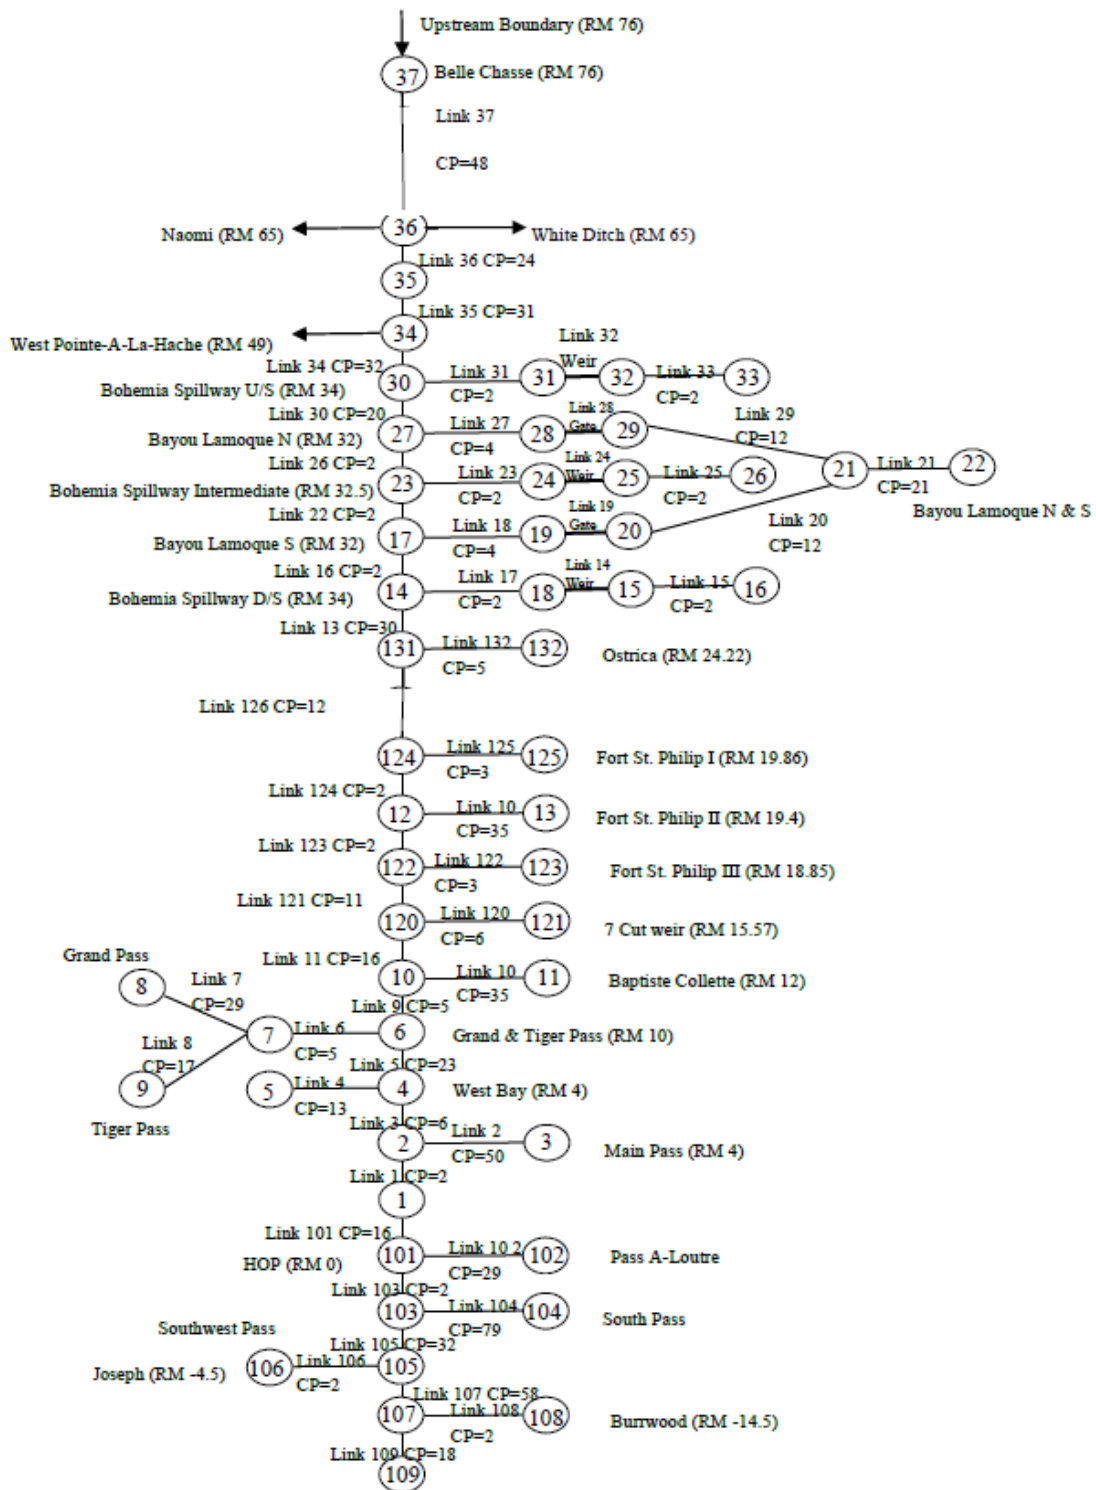 Upstream Boundary (RM 76)
37 Belle Chasse (RM 76)
Link 37
CP=48
Naomi (RM 65) 36 White Ditch (RM 65)
Link 36 CP=24
35
Link 35 CP=31
34
West Pointe-A-La-Hache (RM 49)
Link 32
Weir
Link 34 CP=32
Bohemia Spillway U/S (RM 34) 30 Link 31 CP=2 31 32 Link 33 CP=2 33
Link 30 CP=20
Bayou Lamoque N (RM 32) 27 Link 27 CP=4 28 Link 28 Gate 29 Link 29 CP=12
Link 26 CP=2
Bohemia Spillway Intermediate (RM 32.5) 23 Link 23 CP=2 24 Link 24 Weir 25 Link 25 CP=2 26
21 Link 21 CP=21 22
Bayou Lamoque N & S
Link 22 CP=2
Bayou Lamoque S (RM 32) 17 Link 18 CP=4 19 Link 19 Gate 20 Link 20 CP=12
Link 16 CP=2
Bohemia Spillway D/S (RM 34) 14 Link 17 CP=2 18 Link 14 Weir 15 Link 15 CP=2 16
Link 13 CP=30
131 Link 132 CP=5 132 Ostrica (RM 24.22)
Link 126 CP=12
124 Link 125 CP=3 125 Fort St. Philip I (RM 19.86)
Link 124 CP=2
12 Link 10 CP=35 13 Fort St. Philip II (RM 19.4)
Link 123 CP=2
122 Link 122 CP=3 123 Fort St. Philip III (RM 18.85)
Link 121 CP=11
120 Link 120 CP=6 121 7 Cut weir (RM 15.57)
Link 11 CP=16
10 Link 10 CP=35 11 Baptiste Collette (RM 12)
Grand Pass
8 Link 7 CP=29
Link 9 CP=5
7 Link 6 CP=5 6 Grand & Tiger Pass (RM 10)
Link 8 CP=17
9
Tiger Pass
Link 5 CP=23
5 Link 4 CP=13 4 West Bay (RM 4)
Link 3 CP=6
2 Link 2 CP=50 3 Main Pass (RM 4)
Link 1 CP=2
1
Link 101 CP=16
HOP (RM 0) 101 Link 10 2 CP=29 102 Pass A-Loutre
Link 103 CP=2
103 Link 104 CP=79 104 South Pass
Southwest Pass
Link 105 CP=32
Joseph (RM -4.5) 106 Link 106 CP=2 105
Link 107 CP=58
107 Link 108 CP=2 108 Burrwood (RM -14.5)
Link 109 CP=18
109